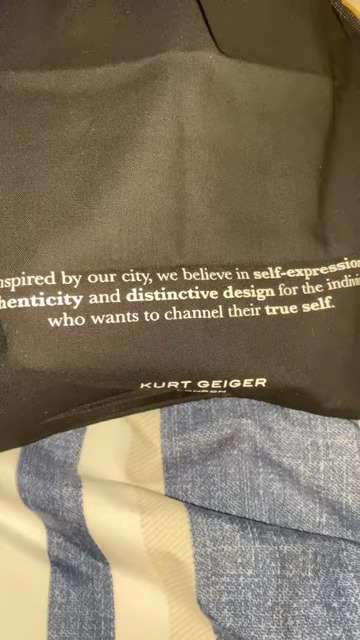 nspired by our city, we believe in self-expression
henticity and distinctive design for the indivi
who wants to channel their true self.
KURT GEIGER